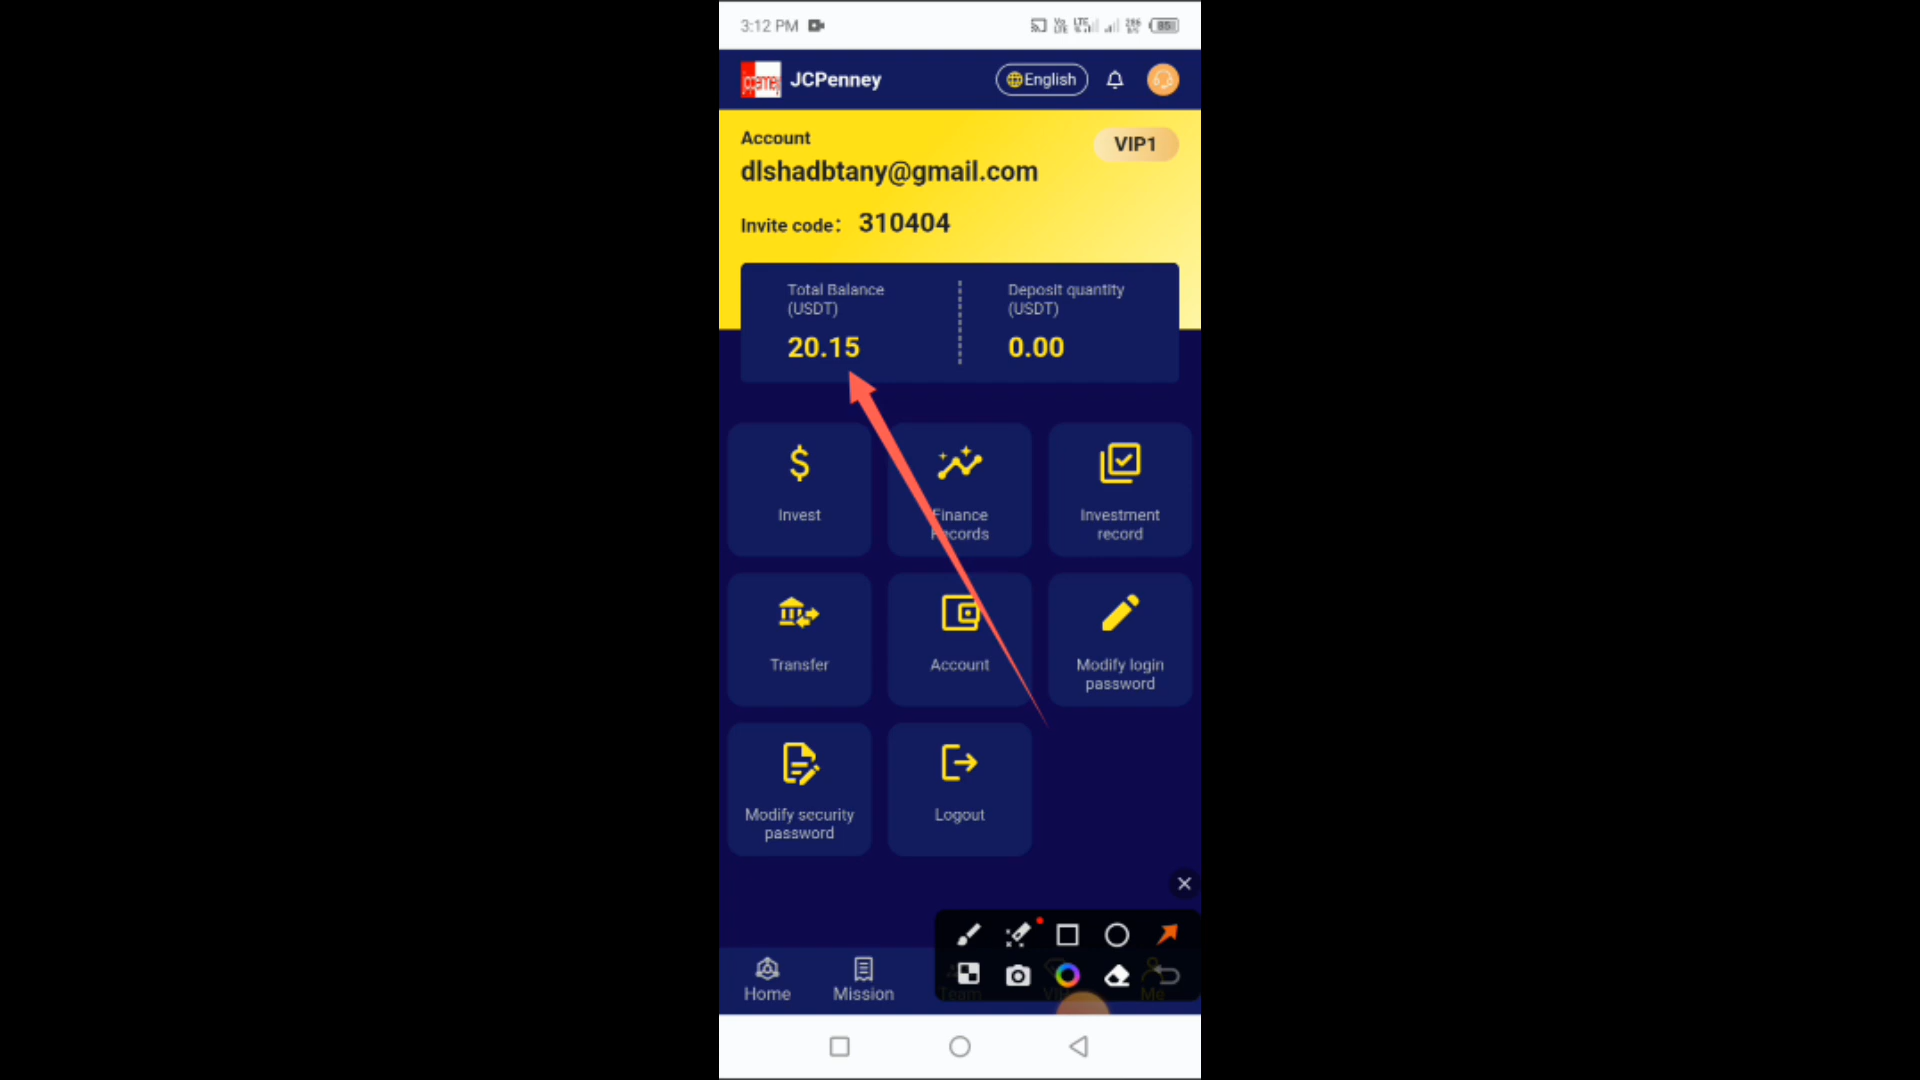 3:12 PM
JCPenney
English
Account
VIP1
dlshadbtany@gmail.com
Invite code: 310404
Total Balance
(USDT)
Deposit quantity
(USDT)
20.15
0.00
Invest
Finance
Records
Investment
record
Transfer
Account
Modify login
password
Modify security
password
Logout
Home
Mission
Team
Me